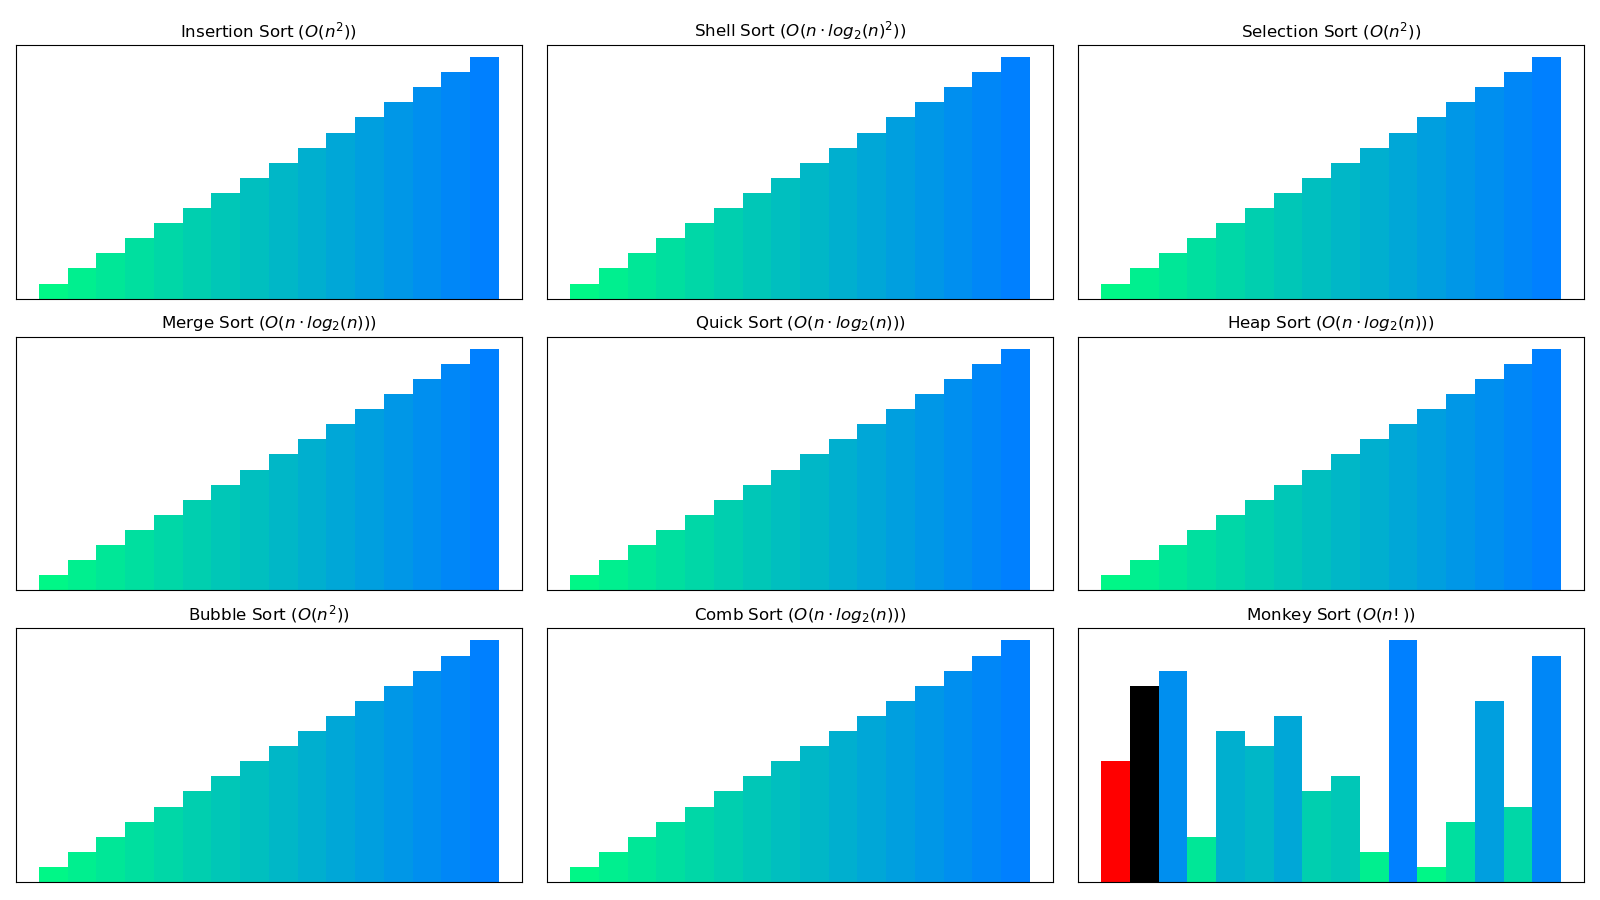 Insertion Sort (O(n²))
Shell Sort (O(n · log₂(n)²))
Selection Sort (O(n²))
Merge Sort (O(n · log₂(n)))
Quick Sort (O(n · log₂(n)))
Heap Sort (O(n · log₂(n)))
Bubble Sort (O(n²))
Comb Sort (O(n · log₂(n)))
Monkey Sort (O(n!))